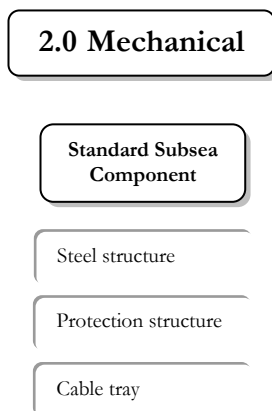 2.0 Mechanical
Standard Subsea
Component
Steel structure
Protection structure
Cable tray